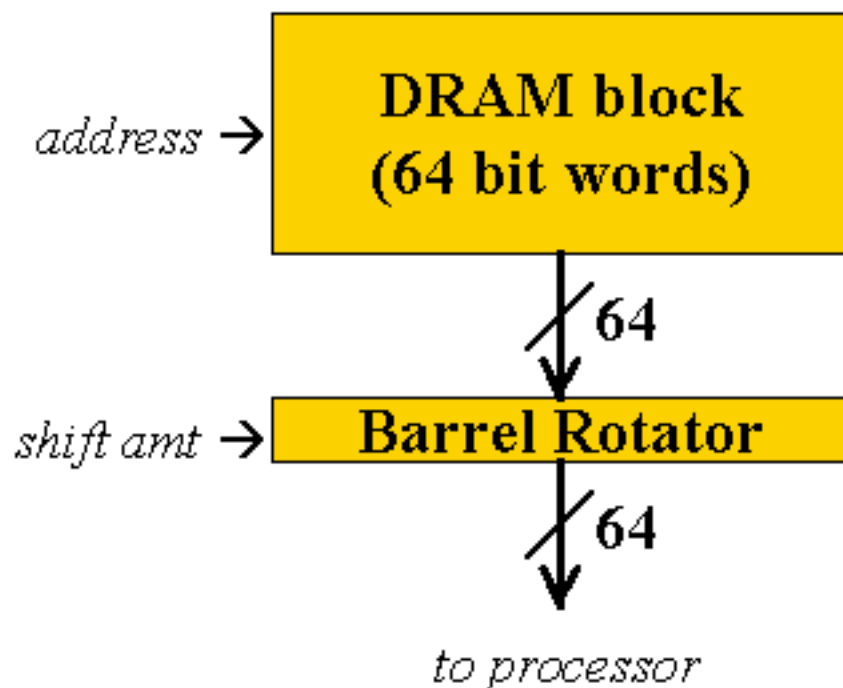 DRAM block
(64 bit words)
address →
64
Barrel Rotator
shift amt →
64
to processor